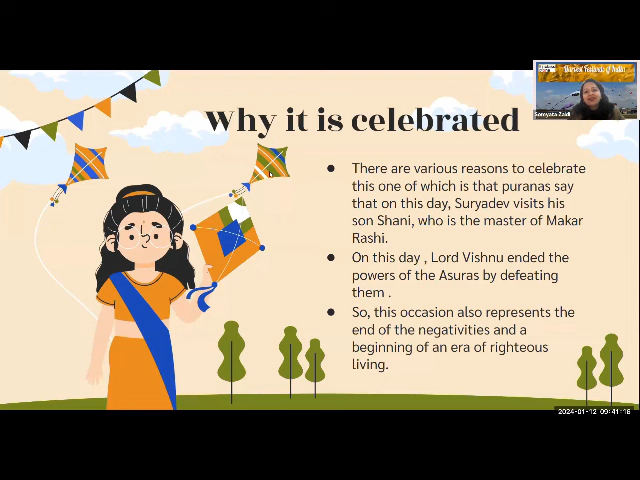 Harvest Festivals of India
Somyata Zaidi
Why it is celebrated
There are various reasons to celebrate
this one of which is that puranas say
that on this day, Suryadev visits his
son Shani, who is the master of Makar
Rashi.
On this day , Lord Vishnu ended the
powers of the Asuras by defeating
them .
So, this occasion also represents the
end of the negativities and a
beginning of an era of righteous
living.
2024-01-12 09:41:16